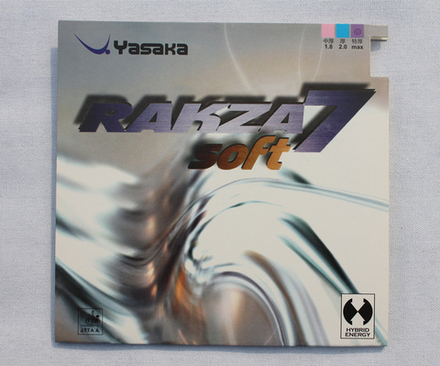 Yasaka
中厚 厚 特厚
1.8 2.0 max
RAKZA 7
soft
HYBRID
ENERGY